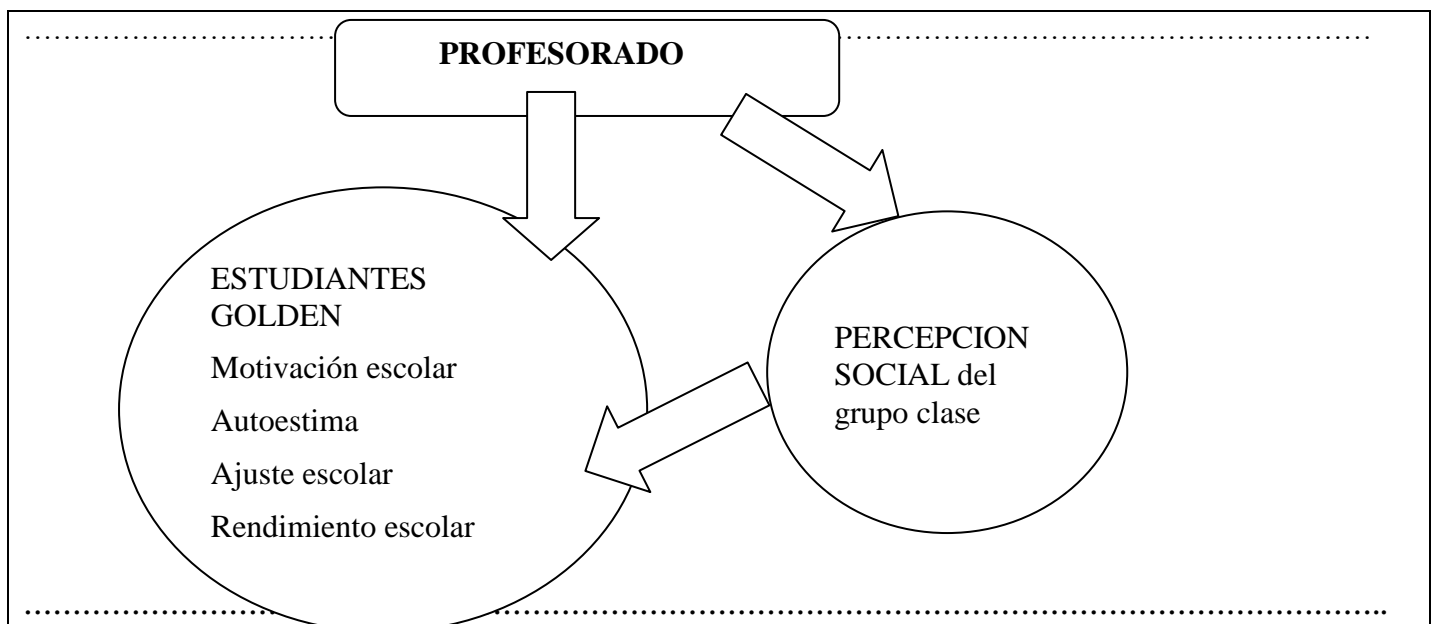 PROFESORADO
ESTUDIANTES
GOLDEN
Motivación escolar
Autoestima
Ajuste escolar
Rendimiento escolar
PERCEPCION
SOCIAL del
grupo clase